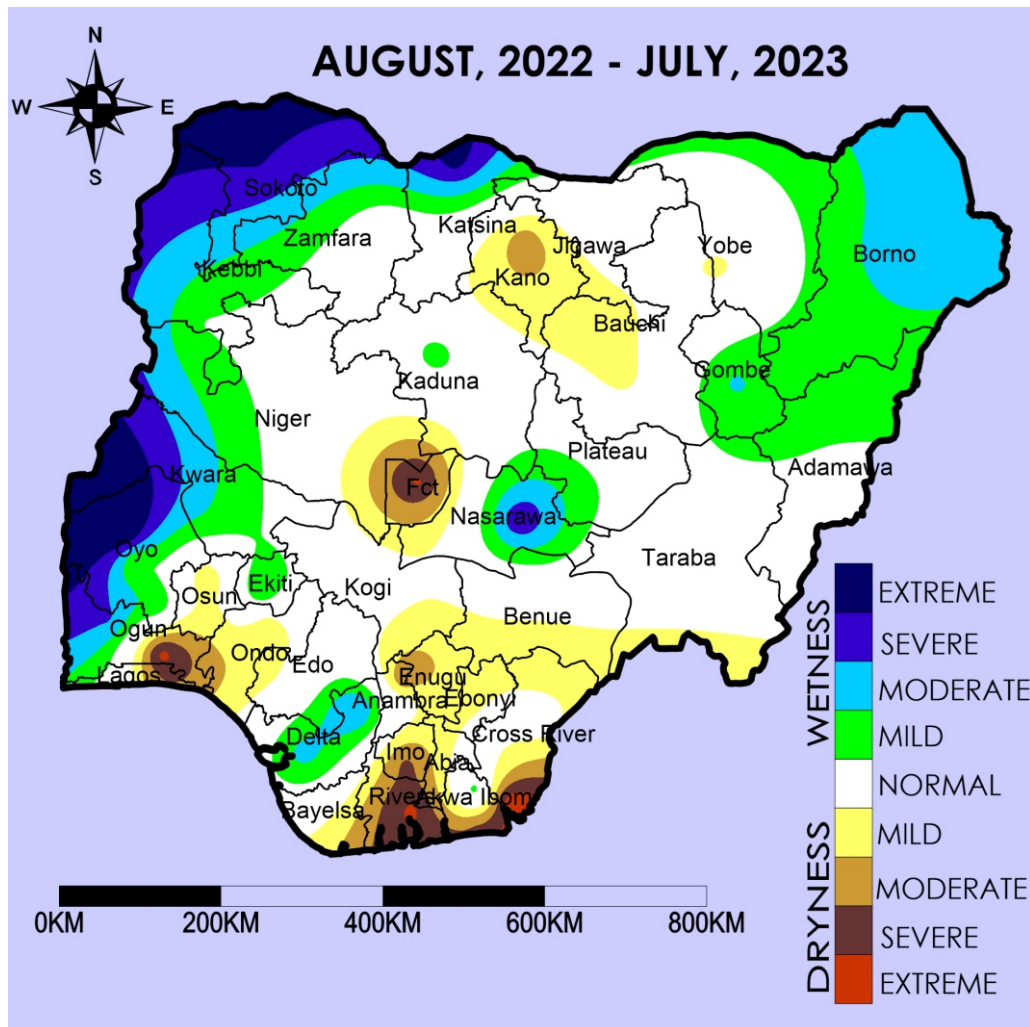 N
AUGUST, 2022 - JULY, 2023
W E
S
Sokoto
Katsina
Zamfara
Jigawa
Yobe
Borno
Kebbi
Kano
Bauchi
Gombe
Kaduna
Niger
Plateau
Adamawa
Kwara
Fct
Nasarawa
Oyo
Taraba
Ekiti
Kogi
Osun
Benue
Ogun
Ondo
Edo
Lagos
Enugu
Anambra
Ebonyi
Delta
Cross River
Imo
Abia
Rivers
Akwa Ibom
Bayelsa
WETNESS
EXTREME
SEVERE
MODERATE
MILD
NORMAL
DRYNESS
MILD
MODERATE
SEVERE
EXTREME
0KM 200KM 400KM 600KM 800KM